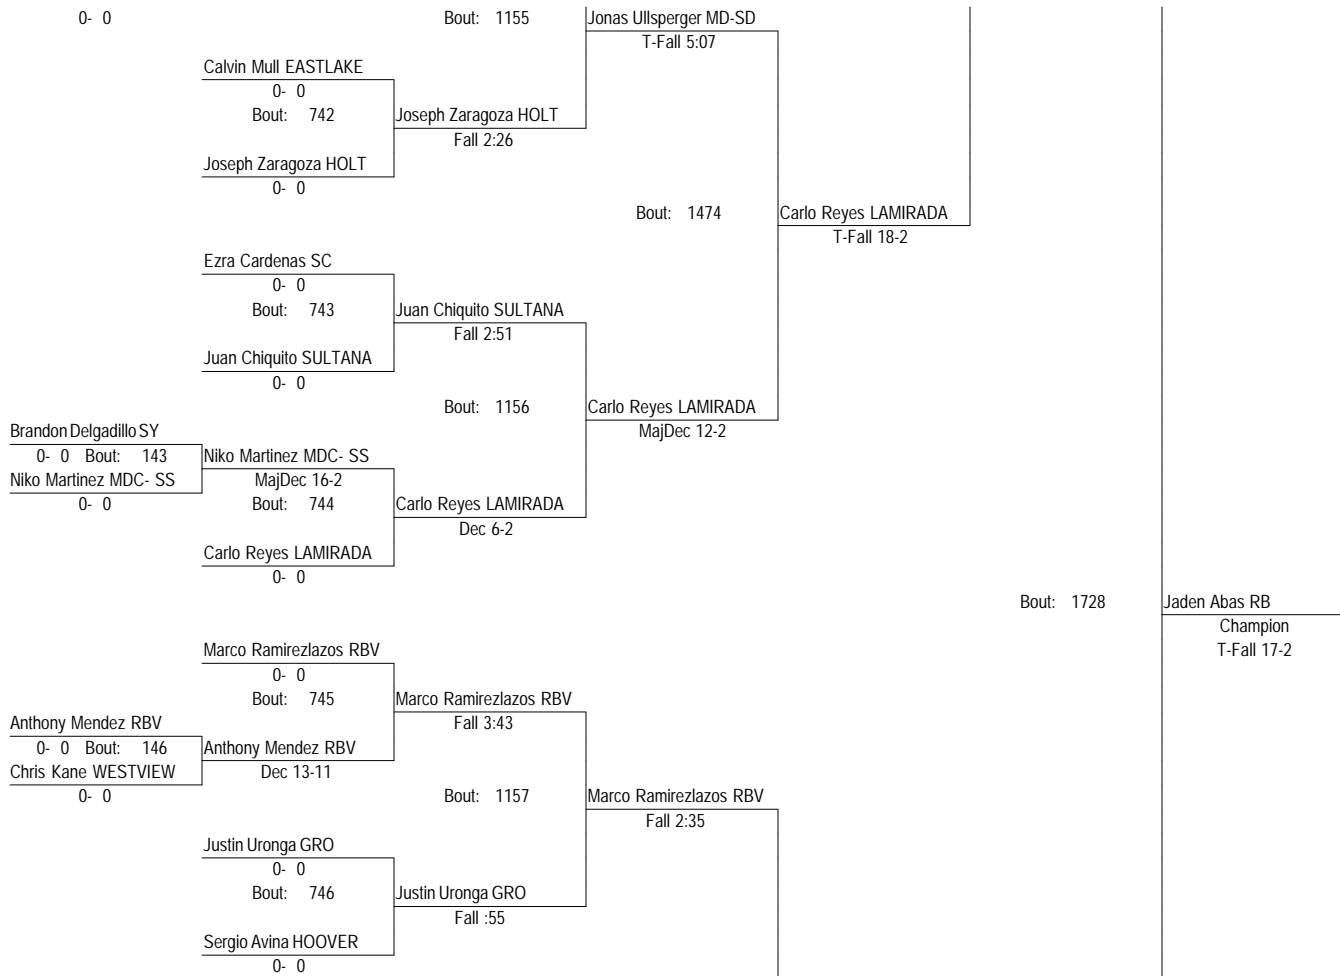 0- 0 Bout: 1155 Jonas Ullsperger MD-SD
T-Fall 5:07
Calvin Mull EASTLAKE
0- 0
Bout: 742 Joseph Zaragoza HOLT
Fall 2:26
Joseph Zaragoza HOLT
0- 0
Bout: 1474 Carlo Reyes LAMIRADA
T-Fall 18-2
Ezra Cardenas SC
0- 0
Bout: 743 Juan Chiquito SULTANA
Fall 2:51
Juan Chiquito SULTANA
0- 0
Bout: 1156 Carlo Reyes LAMIRADA
MajDec 12-2
Brandon Delgadillo SY
0- 0 Bout: 143 Niko Martinez MDC- SS
Niko Martinez MDC- SS MajDec 16-2
0- 0 Bout: 744 Carlo Reyes LAMIRADA
Dec 6-2
Carlo Reyes LAMIRADA
0- 0
Bout: 1728 Jaden Abas RB
Champion
T-Fall 17-2
Marco Ramirezlazos RBV
0- 0
Bout: 745 Marco Ramirezlazos RBV
Fall 3:43
Anthony Mendez RBV
0- 0 Bout: 146 Anthony Mendez RBV
Chris Kane WESTVIEW Dec 13-11
0- 0 Bout: 1157 Marco Ramirezlazos RBV
Fall 2:35
Justin Uronga GRO
0- 0
Bout: 746 Justin Uronga GRO
Fall :55
Sergio Avina HOOVER
0- 0